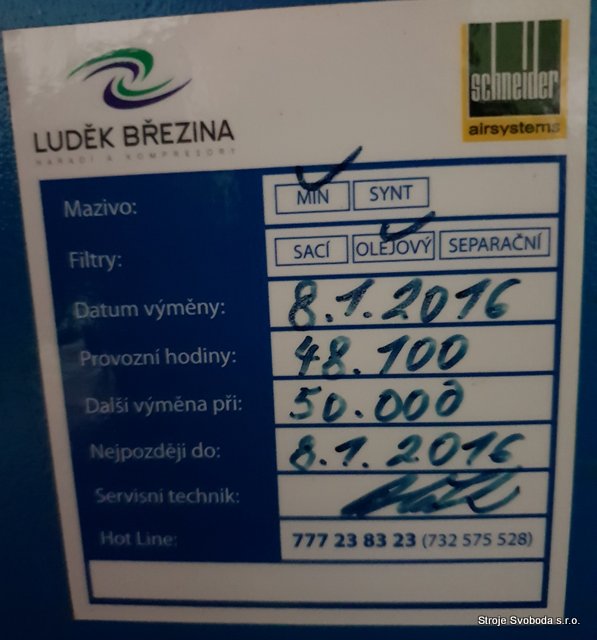 LUDĚK BŘEZINA
NÁŘADÍ A KOMPRESORY
schneider
airsystems
Mazivo: MIN SYNT
Filtry: SACÍ OLEJOVÝ SEPARAČNÍ
Datum výměny: 8.1.2016
Provozní hodiny: 48.100
Další výměna při: 50.000
Nejpozději do: 8.1.2016
Servisní technik:
Hot Line: 777 23 83 23 (732 575 528)
Stroje Svoboda s.r.o.